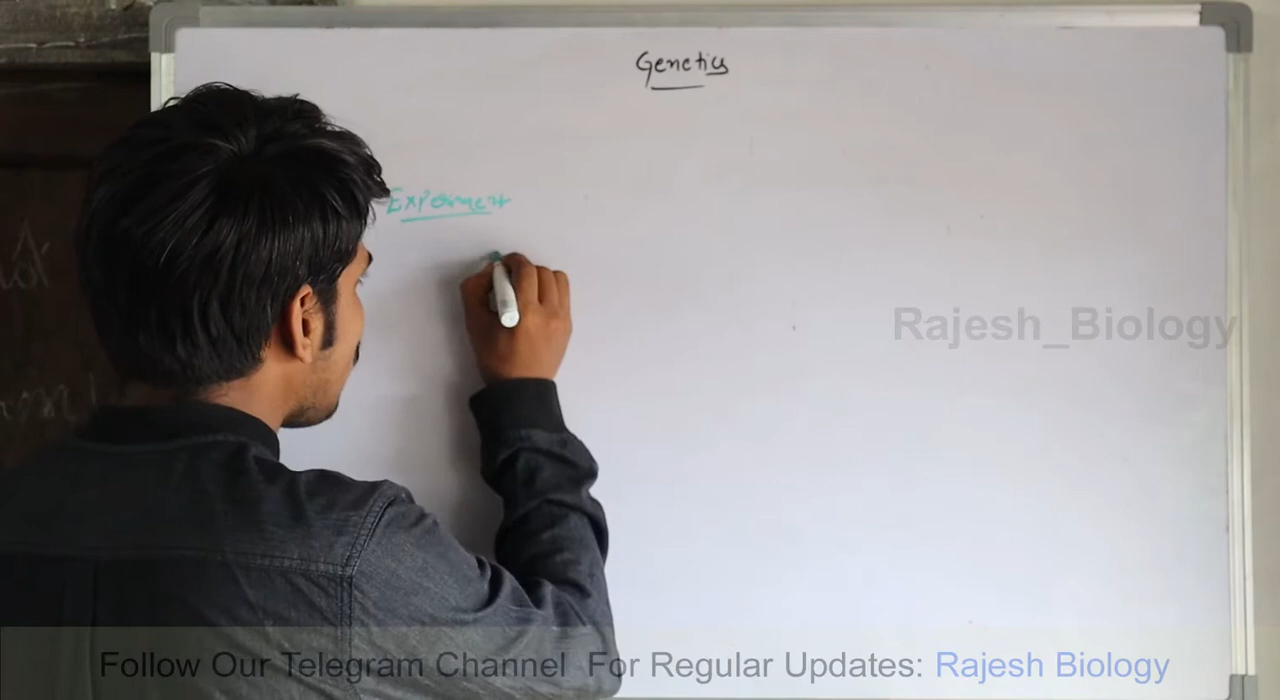 Genetics
Experiment
Rajesh_Biology
Follow Our Telegram Channel For Regular Updates: Rajesh Biology